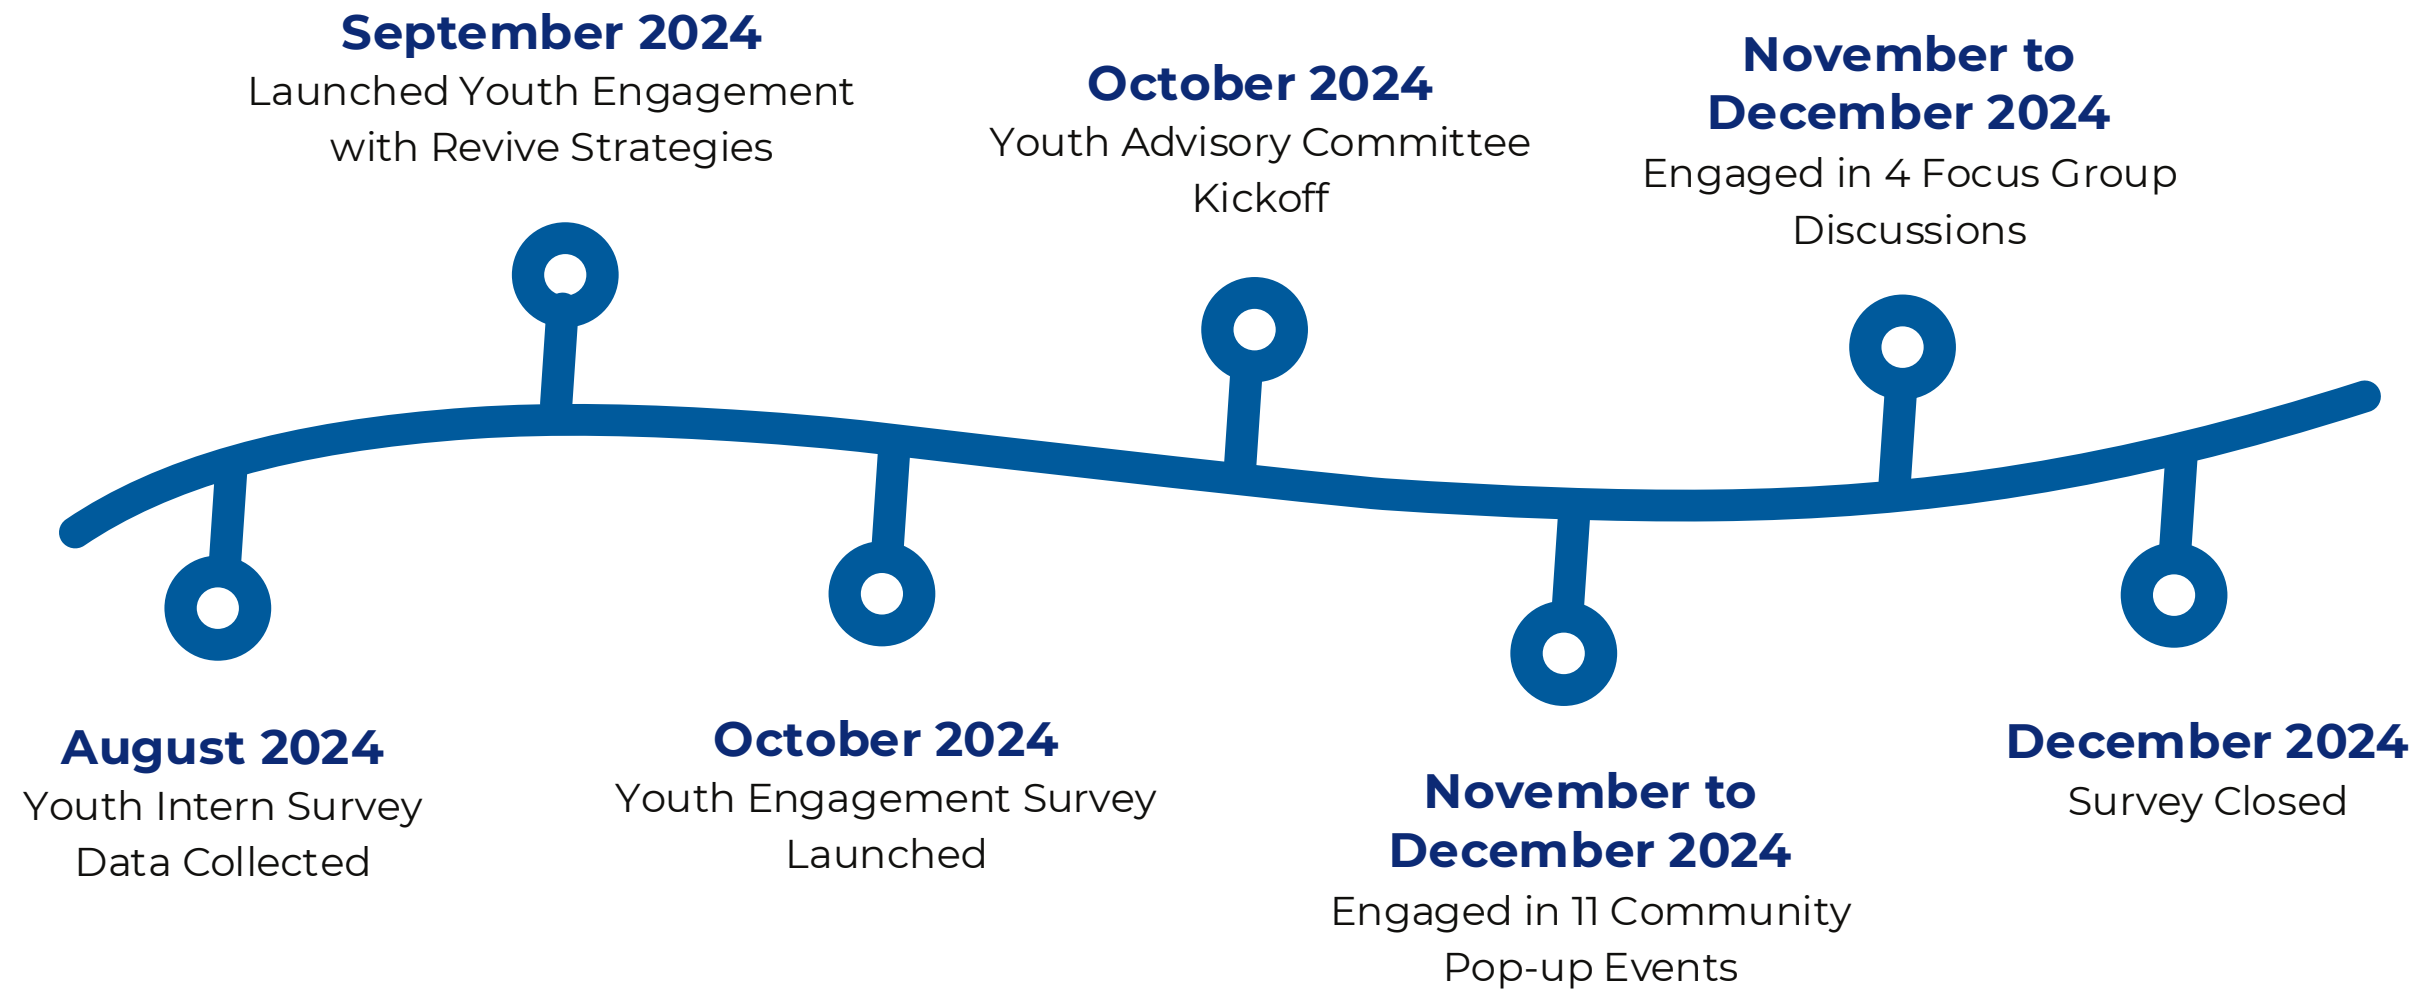 September 2024
Launched Youth Engagement
with Revive Strategies
October 2024
Youth Advisory Committee
Kickoff
November to
December 2024
Engaged in 4 Focus Group
Discussions
August 2024
Youth Intern Survey
Data Collected
October 2024
Youth Engagement Survey
Launched
November to
December 2024
Engaged in 11 Community
Pop-up Events
December 2024
Survey Closed